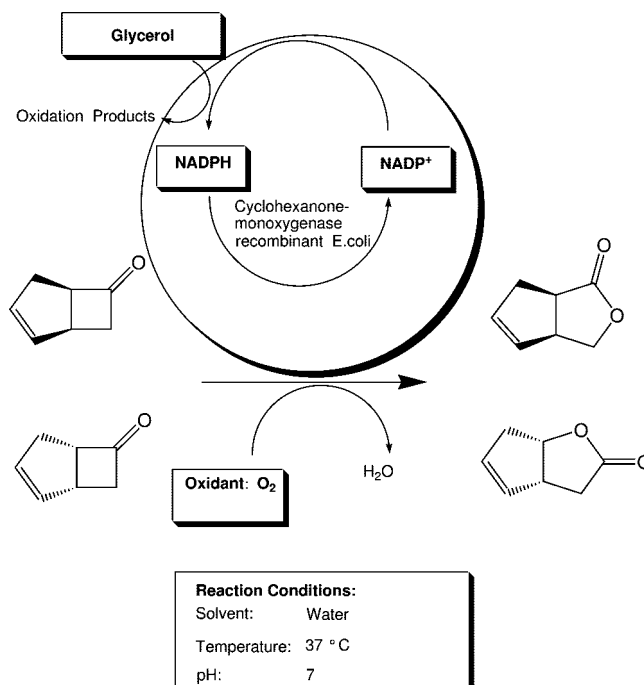 Glycerol
Oxidation Products
NADPH
NADP+
Cyclohexanone-
monoxygenase
recombinant E.coli
O
O
O
O
O
O
Oxidant: O2
H2O
Reaction Conditions:
Solvent: Water
Temperature: 37 °C
pH: 7